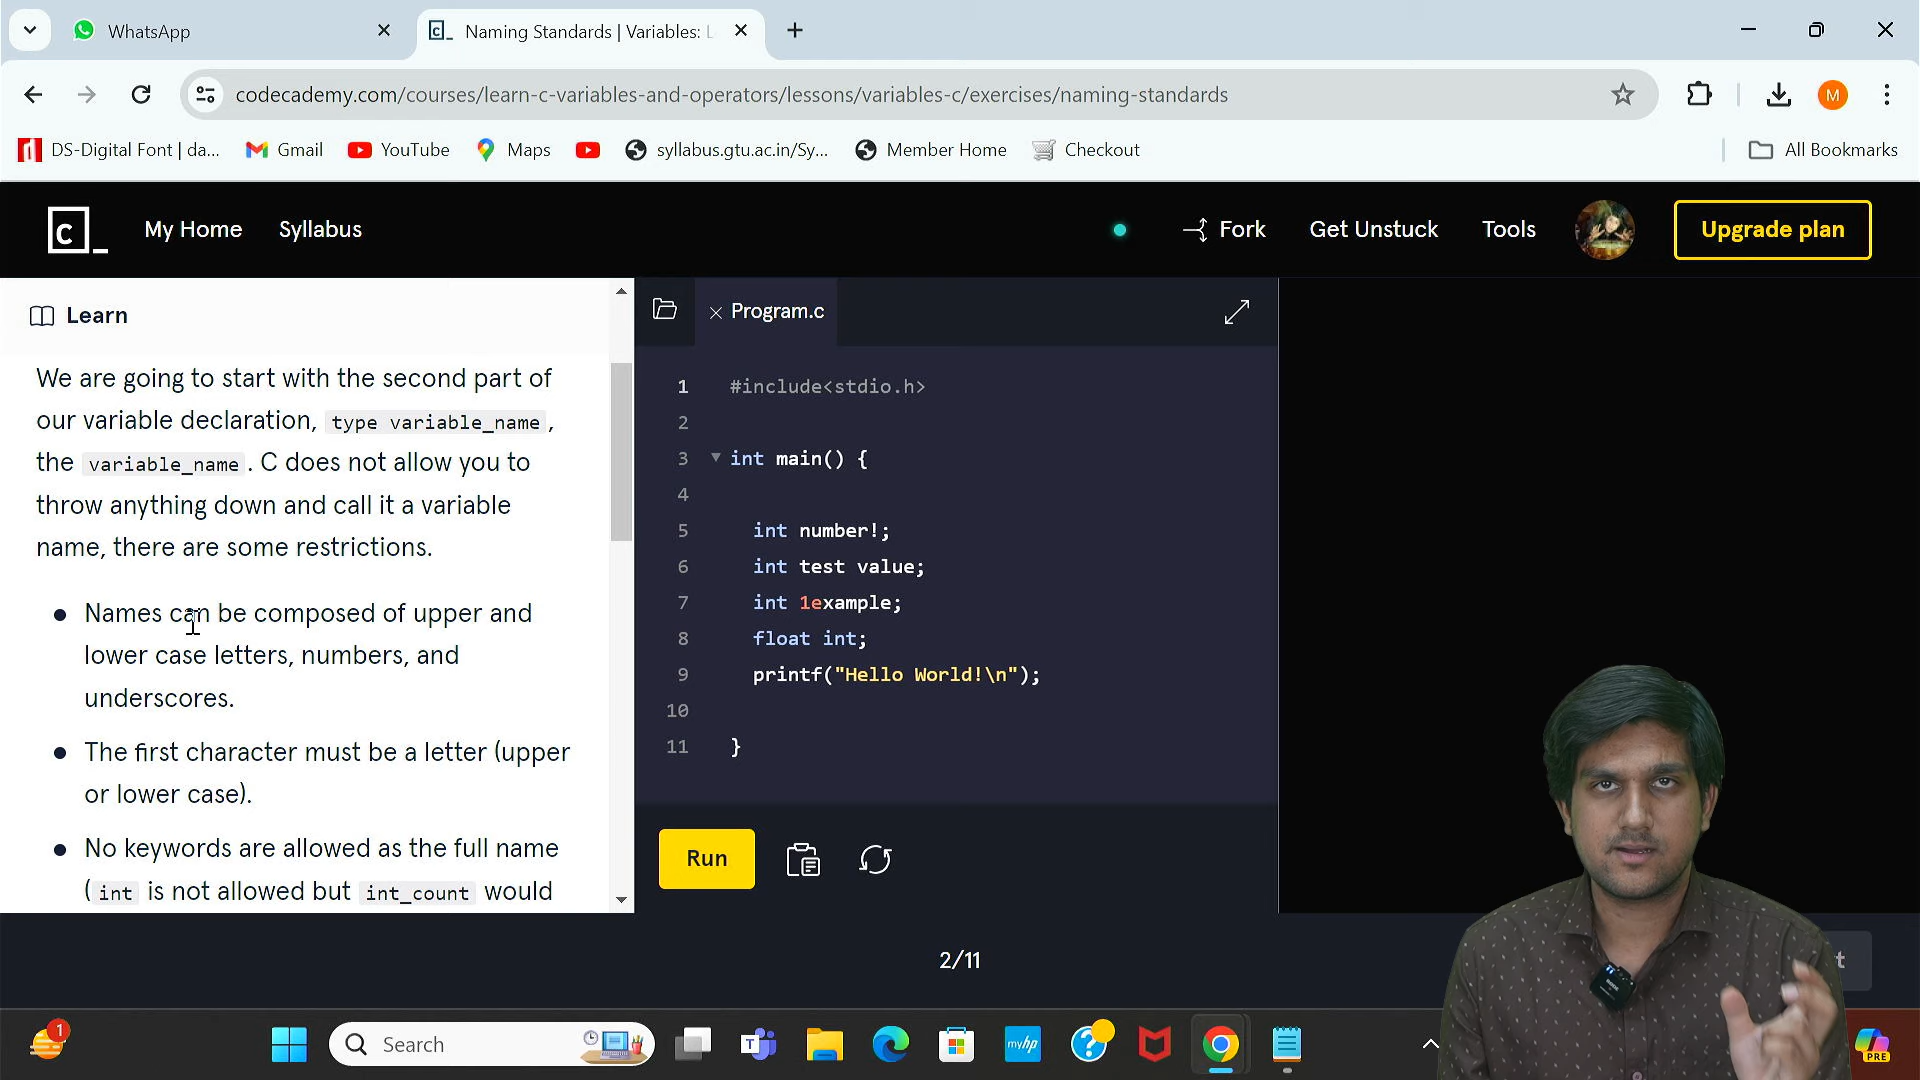 WhatsApp
c_ Naming Standards | Variables: L
codecademy.com/courses/learn-c-variables-and-operators/lessons/variables-c/exercises/naming-standards
M
DS-Digital Font | da...
Gmail
YouTube
Maps
syllabus.gtu.ac.in/Sy...
Member Home
Checkout
All Bookmarks
c_
My Home
Syllabus
Fork
Get Unstuck
Tools
Upgrade plan
Learn
We are going to start with the second part of
our variable declaration, type variable_name,
the variable_name. C does not allow you to
throw anything down and call it a variable
name, there are some restrictions.
• Names can be composed of upper and
lower case letters, numbers, and
underscores.
• The first character must be a letter (upper
or lower case).
• No keywords are allowed as the full name
(int is not allowed but int_count would
Program.c
1 #include<stdio.h>
2
3 int main() {
4
5 int number!;
6 int test value;
7 int 1example;
8 float int;
9 printf("Hello World!\n");
10
11 }
Run
2/11
t
1
Search
T
myhp
?
PRE